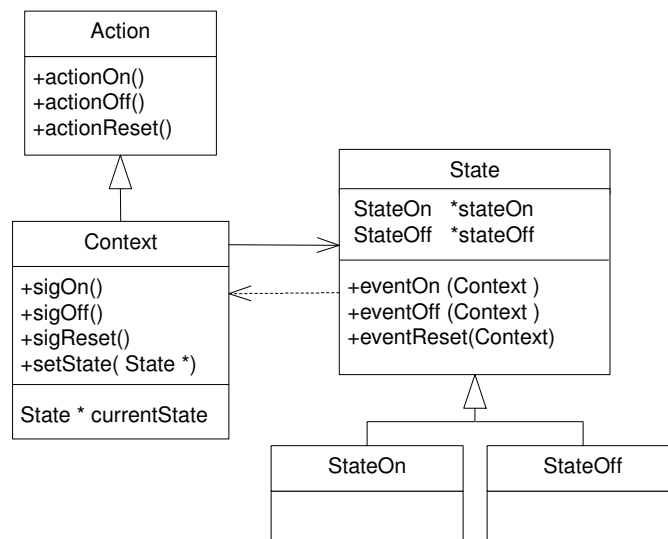 Action
+actionOn()
+actionOff()
+actionReset()
State
StateOn *stateOn
StateOff *stateOff
+eventOn (Context )
+eventOff (Context )
+eventReset(Context)
Context
+sigOn()
+sigOff()
+sigReset()
+setState( State *)
State * currentState
StateOn
StateOff